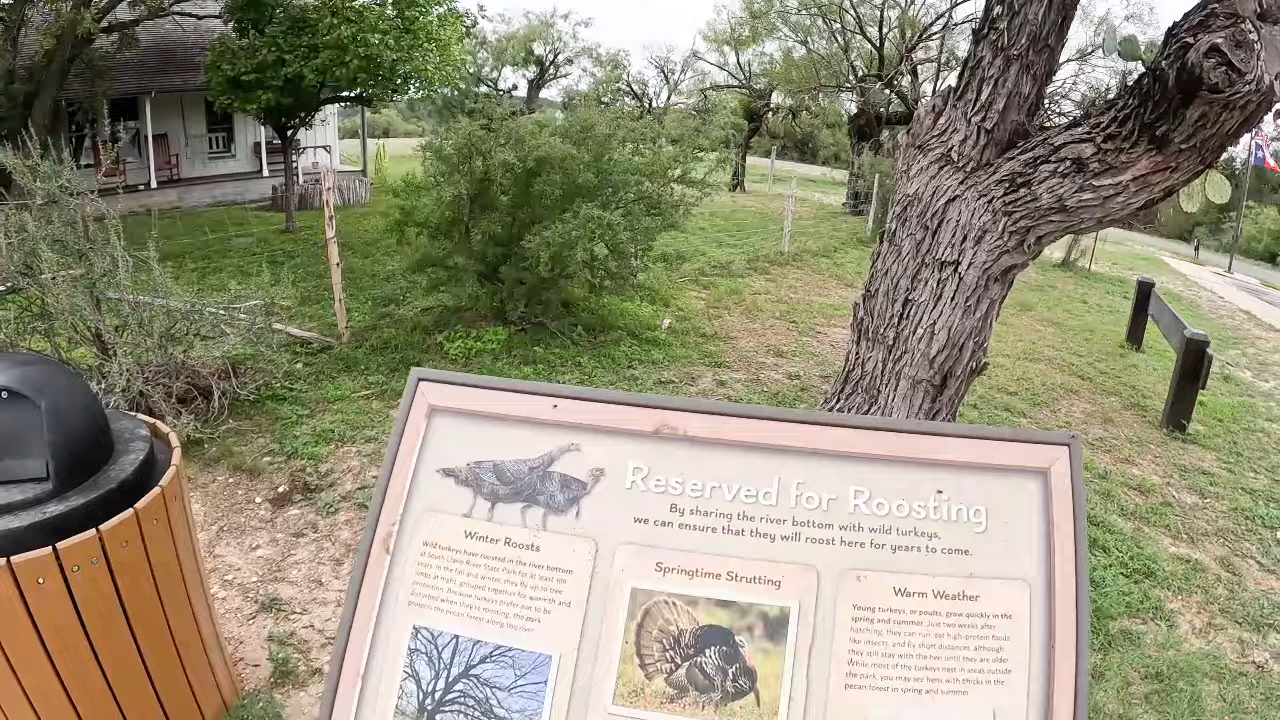 Reserved for Roosting
By sharing the river bottom with wild turkeys,
we can ensure that they will roost here for years to come.
Winter Roosts
Wild turkeys have roosted in the river bottom
at South Llano River State Park for at least 100
years. In the fall and winter, they fly up to tree
limbs at night, grouped together for warmth and
protection. Because turkeys prefer not to be
disturbed when they're roosting, the park
protects the pecan forest along the river.
Springtime Strutting
Warm Weather
Young turkeys, or poults, grow quickly in the
spring and summer. Just two weeks after
hatching, they can run, eat high-protein foods
like insects, and fly short distances, although
they still stay with the hen until they are older.
While most of the turkeys nest in areas outside
the park, you may see hens with chicks in the
pecan forest in spring and summer.